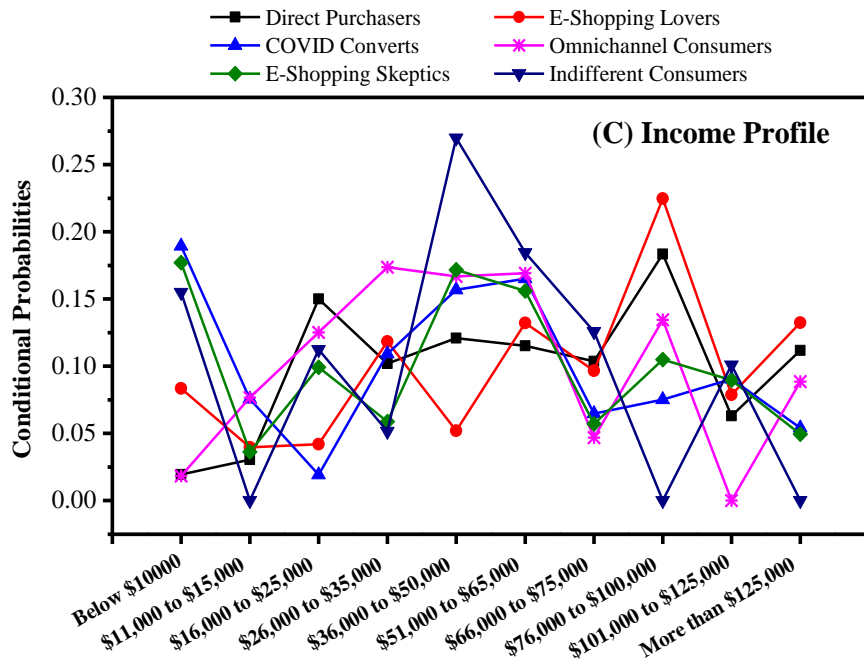 Direct Purchasers
E-Shopping Lovers
COVID Converts
Omnichannel Consumers
E-Shopping Skeptics
Indifferent Consumers
(C) Income Profile
Conditional Probabilities
0.30
0.25
0.20
0.15
0.10
0.05
0.00
Below $10000
$11,000 to $15,000
$16,000 to $25,000
$26,000 to $35,000
$36,000 to $50,000
$51,000 to $65,000
$66,000 to $75,000
$76,000 to $100,000
$101,000 to $125,000
More than $125,000